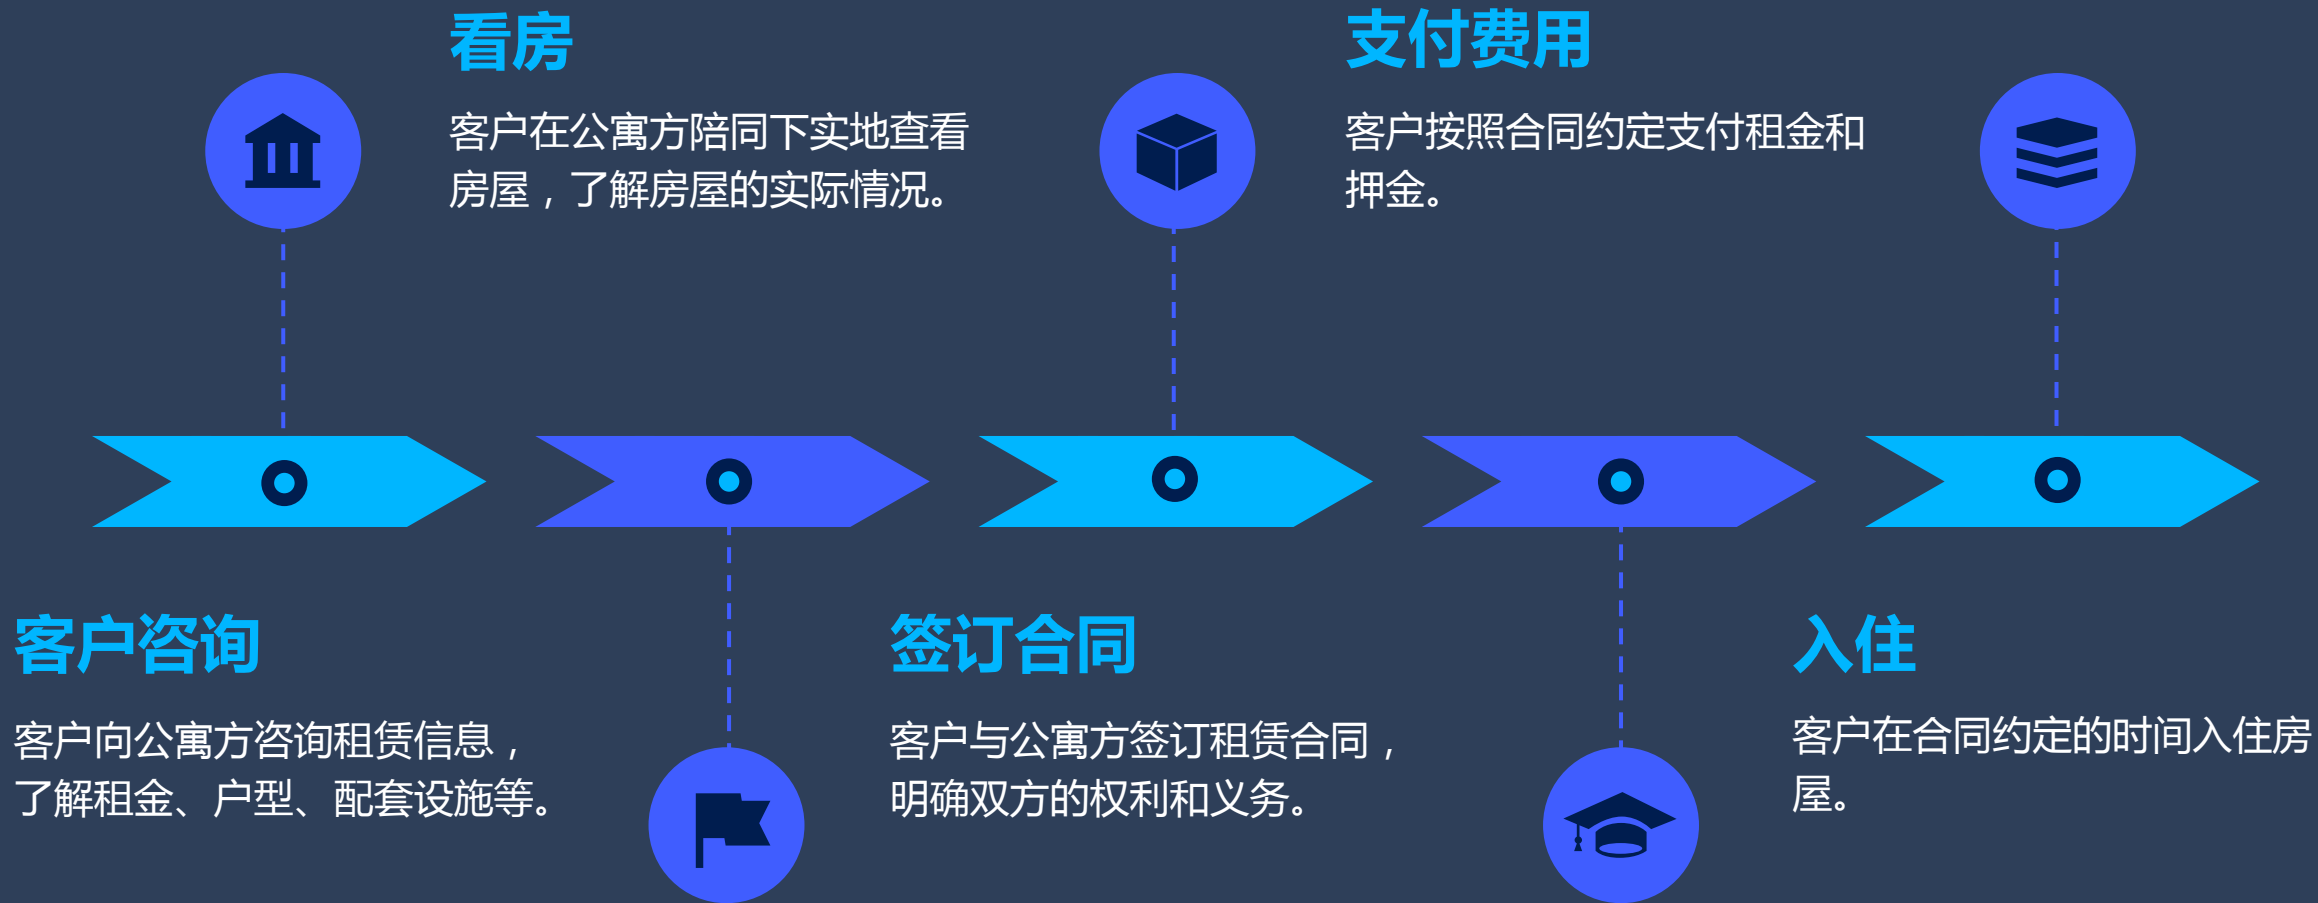 看房
客户在公寓方陪同下实地查看
房屋，了解房屋的实际情况。
支付费用
客户按照合同约定支付租金和
押金。
客户咨询
客户向公寓方咨询租赁信息，
了解租金、户型、配套设施等。
签订合同
客户与公寓方签订租赁合同，
明确双方的权利和义务。
入住
客户在合同约定的时间入住房
屋。